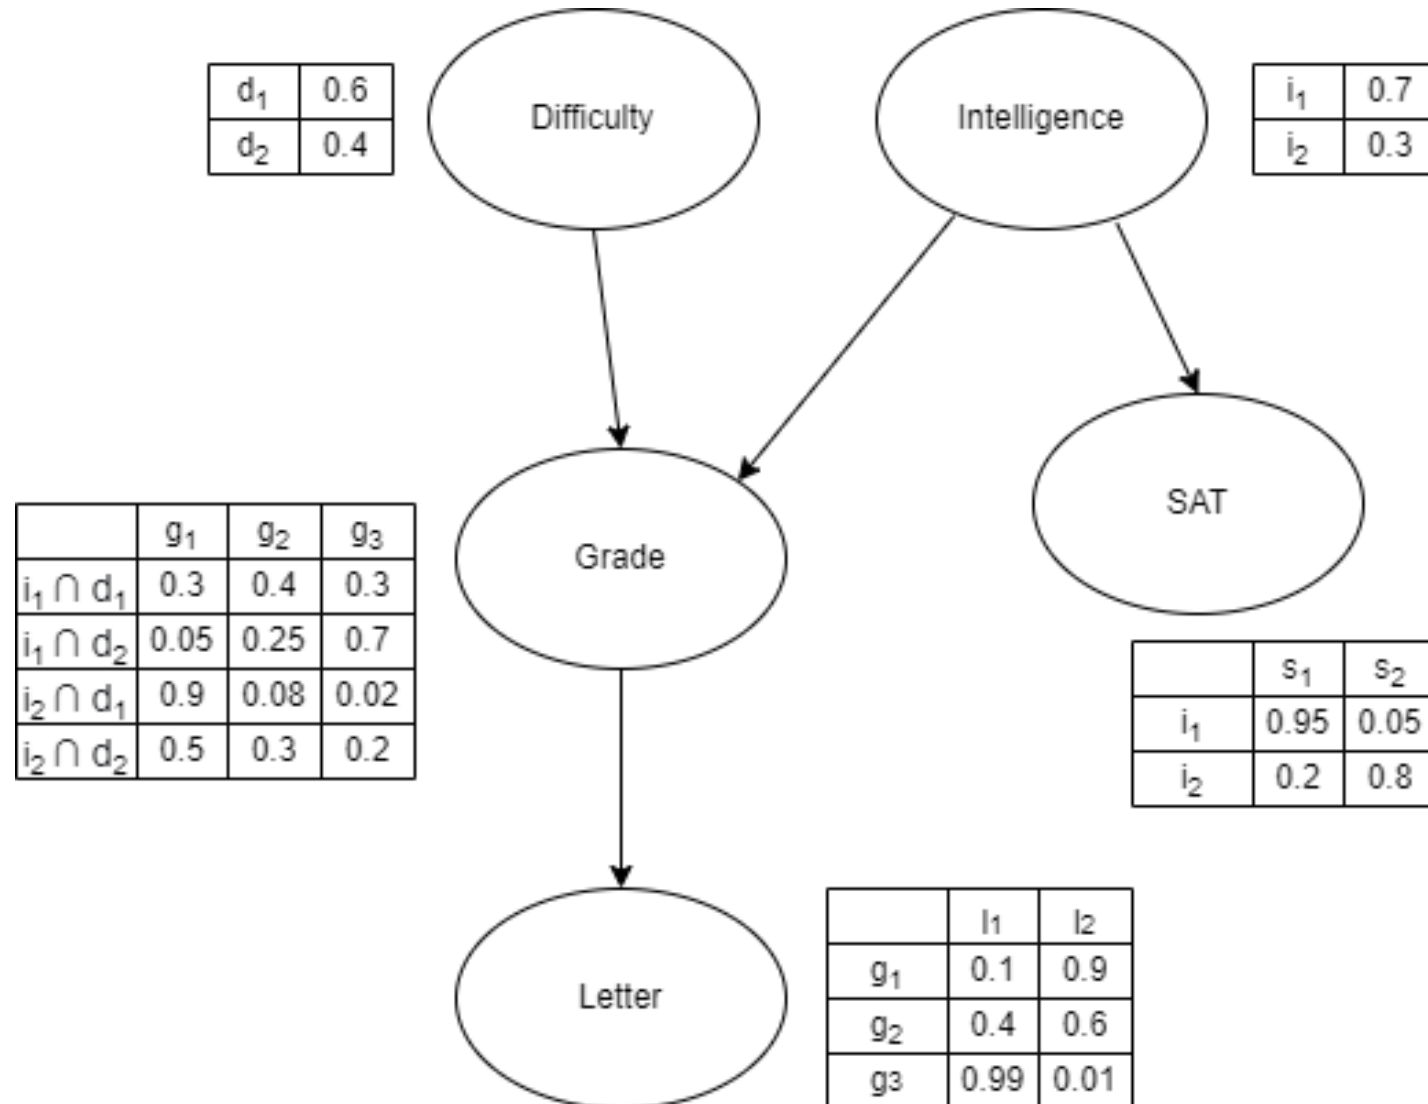 d₁ 0.6
d₂ 0.4
Difficulty
Intelligence
i₁ 0.7
i₂ 0.3
g₁ g₂ g₃
i₁ ∩ d₁ 0.3 0.4 0.3
i₁ ∩ d₂ 0.05 0.25 0.7
i₂ ∩ d₁ 0.9 0.08 0.02
i₂ ∩ d₂ 0.5 0.3 0.2
Grade
SAT
s₁ s₂
i₁ 0.95 0.05
i₂ 0.2 0.8
Letter
l₁ l₂
g₁ 0.1 0.9
g₂ 0.4 0.6
g₃ 0.99 0.01